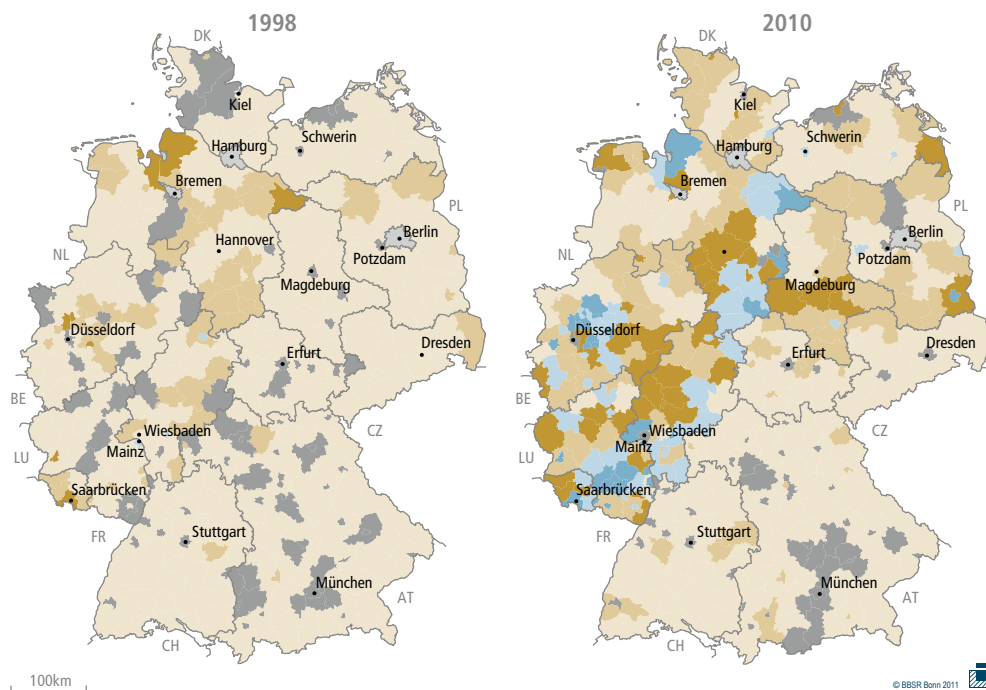 1998
DK
Kiel
Schwerin
Hamburg
Bremen
PL
Berlin
Hannover
Potzdam
NL
Magdeburg
Düsseldorf
Dresden
Erfurt
BE
CZ
Wiesbaden
Mainz
LU
Saarbrücken
FR
Stuttgart
München
AT
CH
100km
2010
DK
Kiel
Schwerin
Hamburg
Bremen
PL
Berlin
NL
Potzdam
Magdeburg
Düsseldorf
Dresden
Erfurt
BE
CZ
Wiesbaden
Mainz
LU
Saarbrücken
FR
Stuttgart
München
AT
CH
© BBSR Bonn 2011